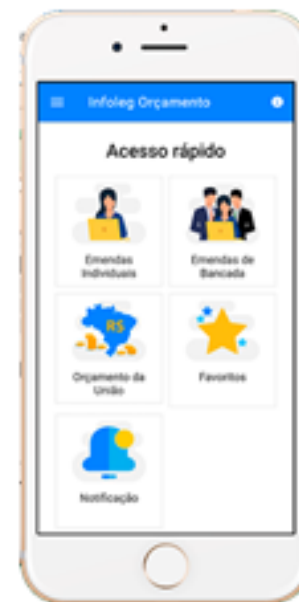 Infoleg Orçamento
Acesso rápido
Emendas
Individuais
Emendas de
Bancada
R$
Orçamento da
União
Favoritos
Notificação